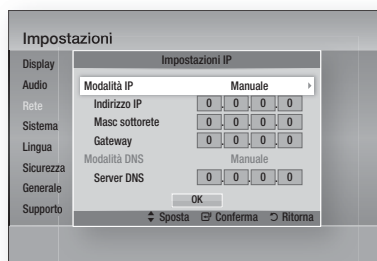 Impostazioni
Display
Audio
Rete
Sistema
Lingua
Sicurezza
Generale
Supporto
Impostazioni IP
Modalità IP Manuale
Indirizzo IP 0 . 0 . 0 . 0
Masc sottorete 0 . 0 . 0 . 0
Gateway 0 . 0 . 0 . 0
Modalità DNS Manuale
Server DNS 0 . 0 . 0 . 0
OK
Sposta Conferma Ritorna